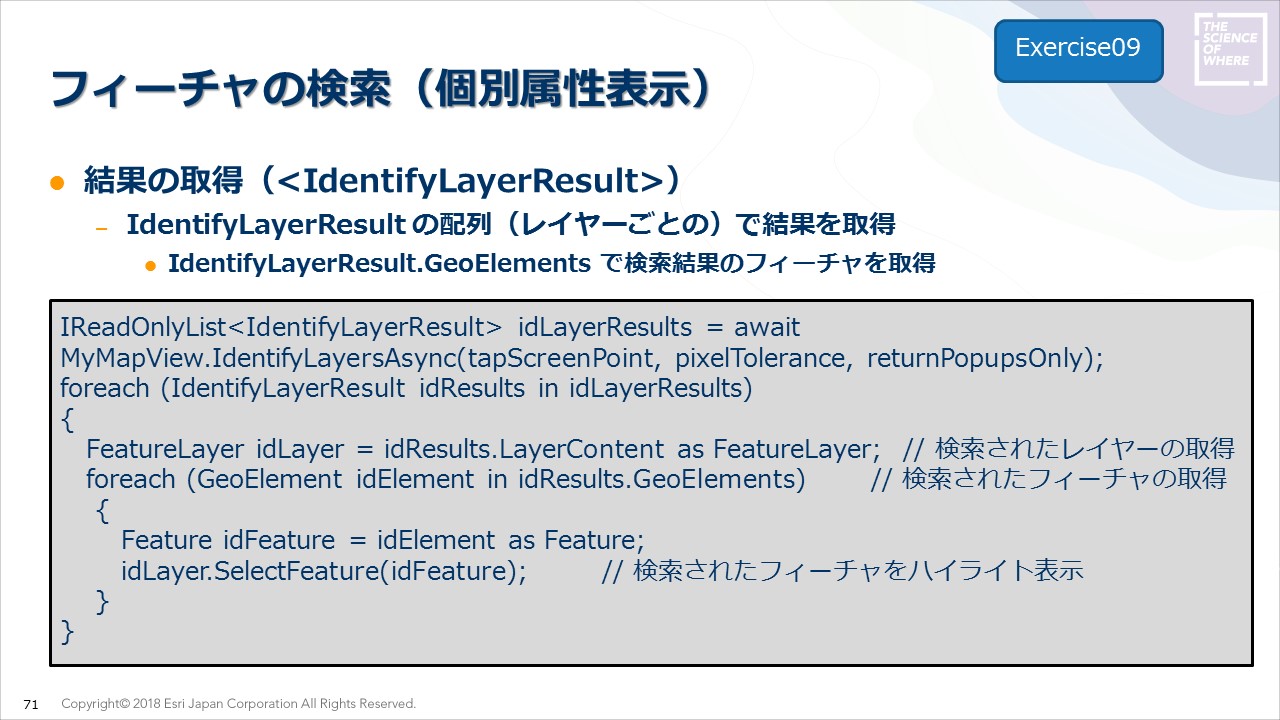 Exercise09
THE
SCIENCE
OF
WHERE
フィーチャの検索（個別属性表示）
● 結果の取得（<IdentifyLayerResult>）
– IdentifyLayerResult の配列（レイヤーごとの）で結果を取得
● IdentifyLayerResult.GeoElements で検索結果のフィーチャを取得
IReadOnlyList<IdentifyLayerResult> idLayerResults = await
MyMapView.IdentifyLayersAsync(tapScreenPoint, pixelTolerance, returnPopupsOnly);
foreach (IdentifyLayerResult idResults in idLayerResults)
{
FeatureLayer idLayer = idResults.LayerContent as FeatureLayer; // 検索されたレイヤーの取得
foreach (GeoElement idElement in idResults.GeoElements) // 検索されたフィーチャの取得
{
Feature idFeature = idElement as Feature;
idLayer.SelectFeature(idFeature); // 検索されたフィーチャをハイライト表示
}
}
71 Copyright© 2018 Esri Japan Corporation All Rights Reserved.